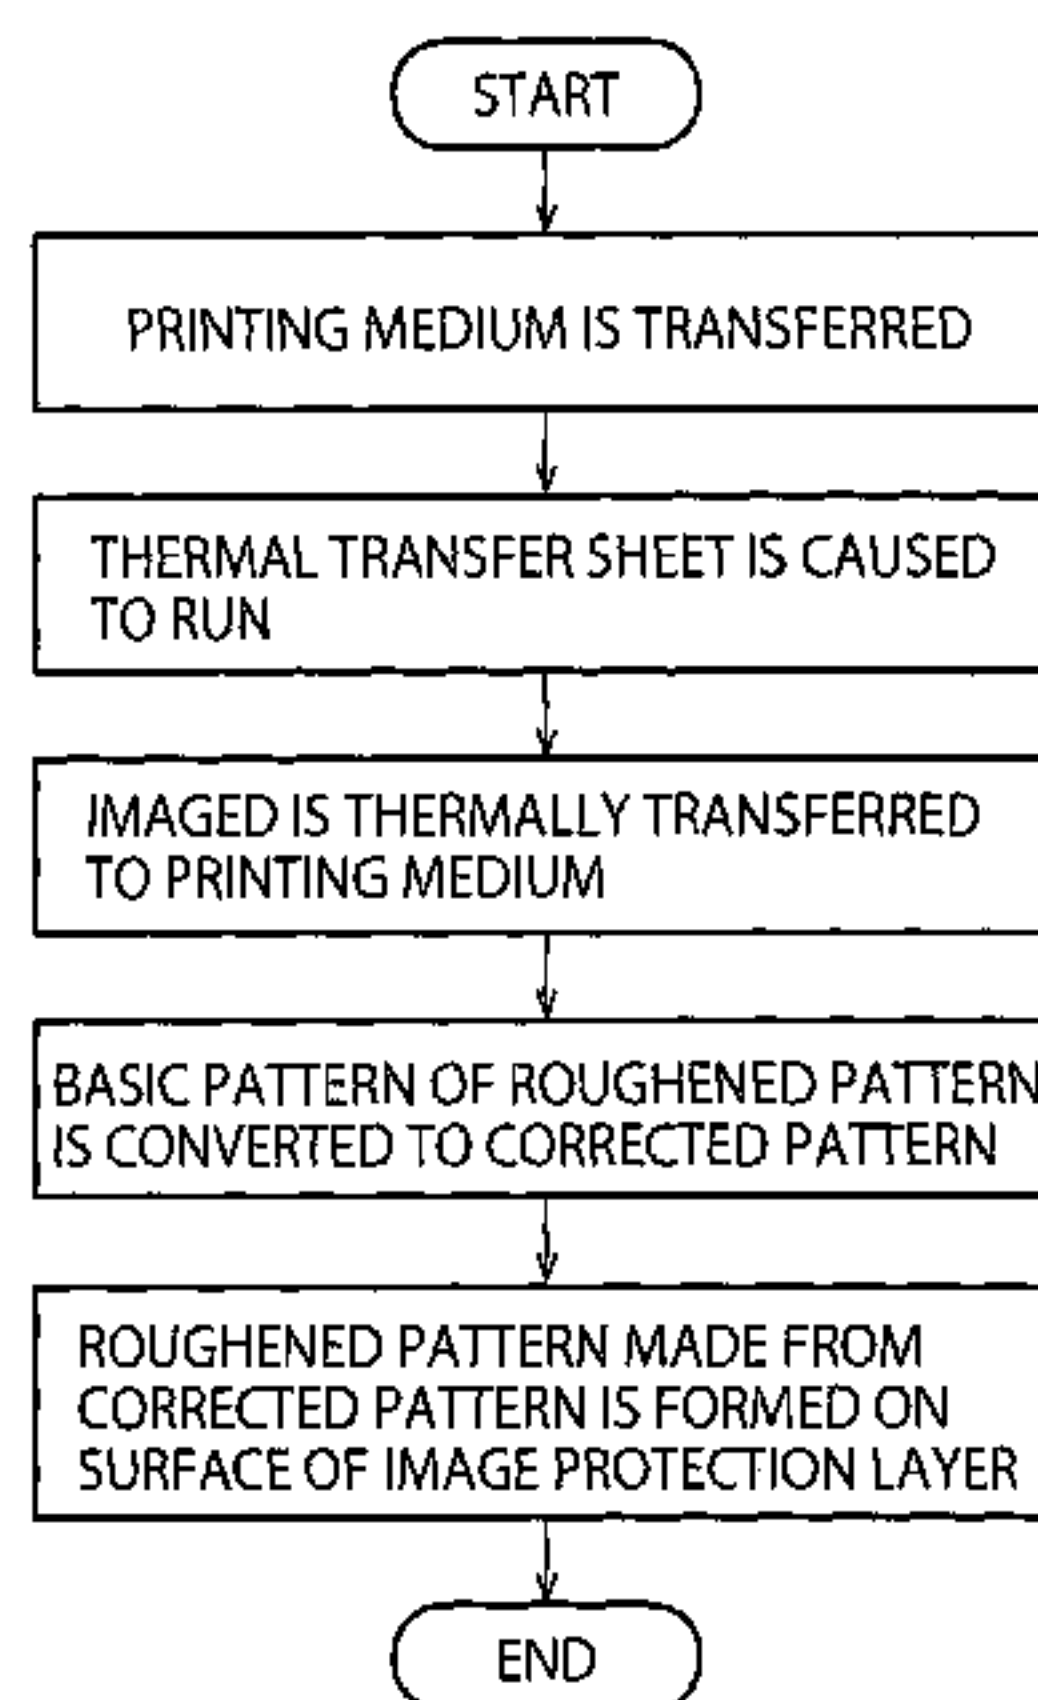 START
PRINTING MEDIUM IS TRANSFERRED
THERMAL TRANSFER SHEET IS CAUSED
TO RUN
IMAGED IS THERMALLY TRANSFERRED
TO PRINTING MEDIUM
BASIC PATTERN OF ROUGHENED PATTERN
IS CONVERTED TO CORRECTED PATTERN
ROUGHENED PATTERN MADE FROM
CORRECTED PATTERN IS FORMED ON
SURFACE OF IMAGE PROTECTION LAYER
END